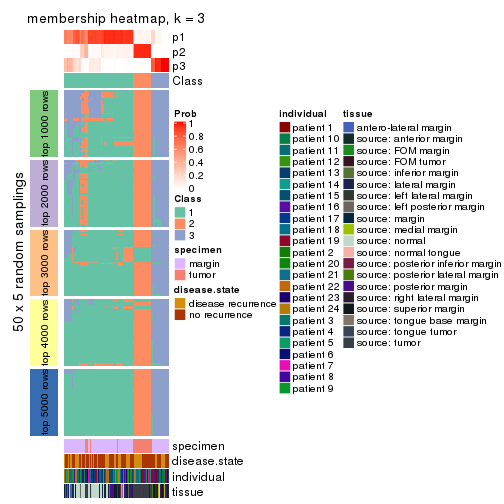 membership heatmap, k = 3
p1
p2
p3
Class
50 x 5 random samplings
top 1000 rows
top 2000 rows
top 3000 rows
top 4000 rows
top 5000 rows
specimen
disease.state
individual
tissue
Prob
1
0.8
0.6
0.4
0.2
0
Class
1
2
3
specimen
margin
tumor
disease.state
disease recurrence
no recurrence
individual
patient 1
patient 10
patient 11
patient 12
patient 13
patient 14
patient 15
patient 16
patient 17
patient 18
patient 19
patient 2
patient 20
patient 21
patient 22
patient 23
patient 24
patient 3
patient 4
patient 5
patient 6
patient 7
patient 8
patient 9
tissue
antero-lateral margin
source: anterior margin
source: FOM margin
source: FOM tumor
source: inferior margin
source: lateral margin
source: left lateral margin
source: left posterior margin
source: margin
source: medial margin
source: normal
source: normal tongue
source: posterior inferior margin
source: posterior lateral margin
source: posterior margin
source: right lateral margin
source: superior margin
source: tongue base margin
source: tongue tumor
source: tumor